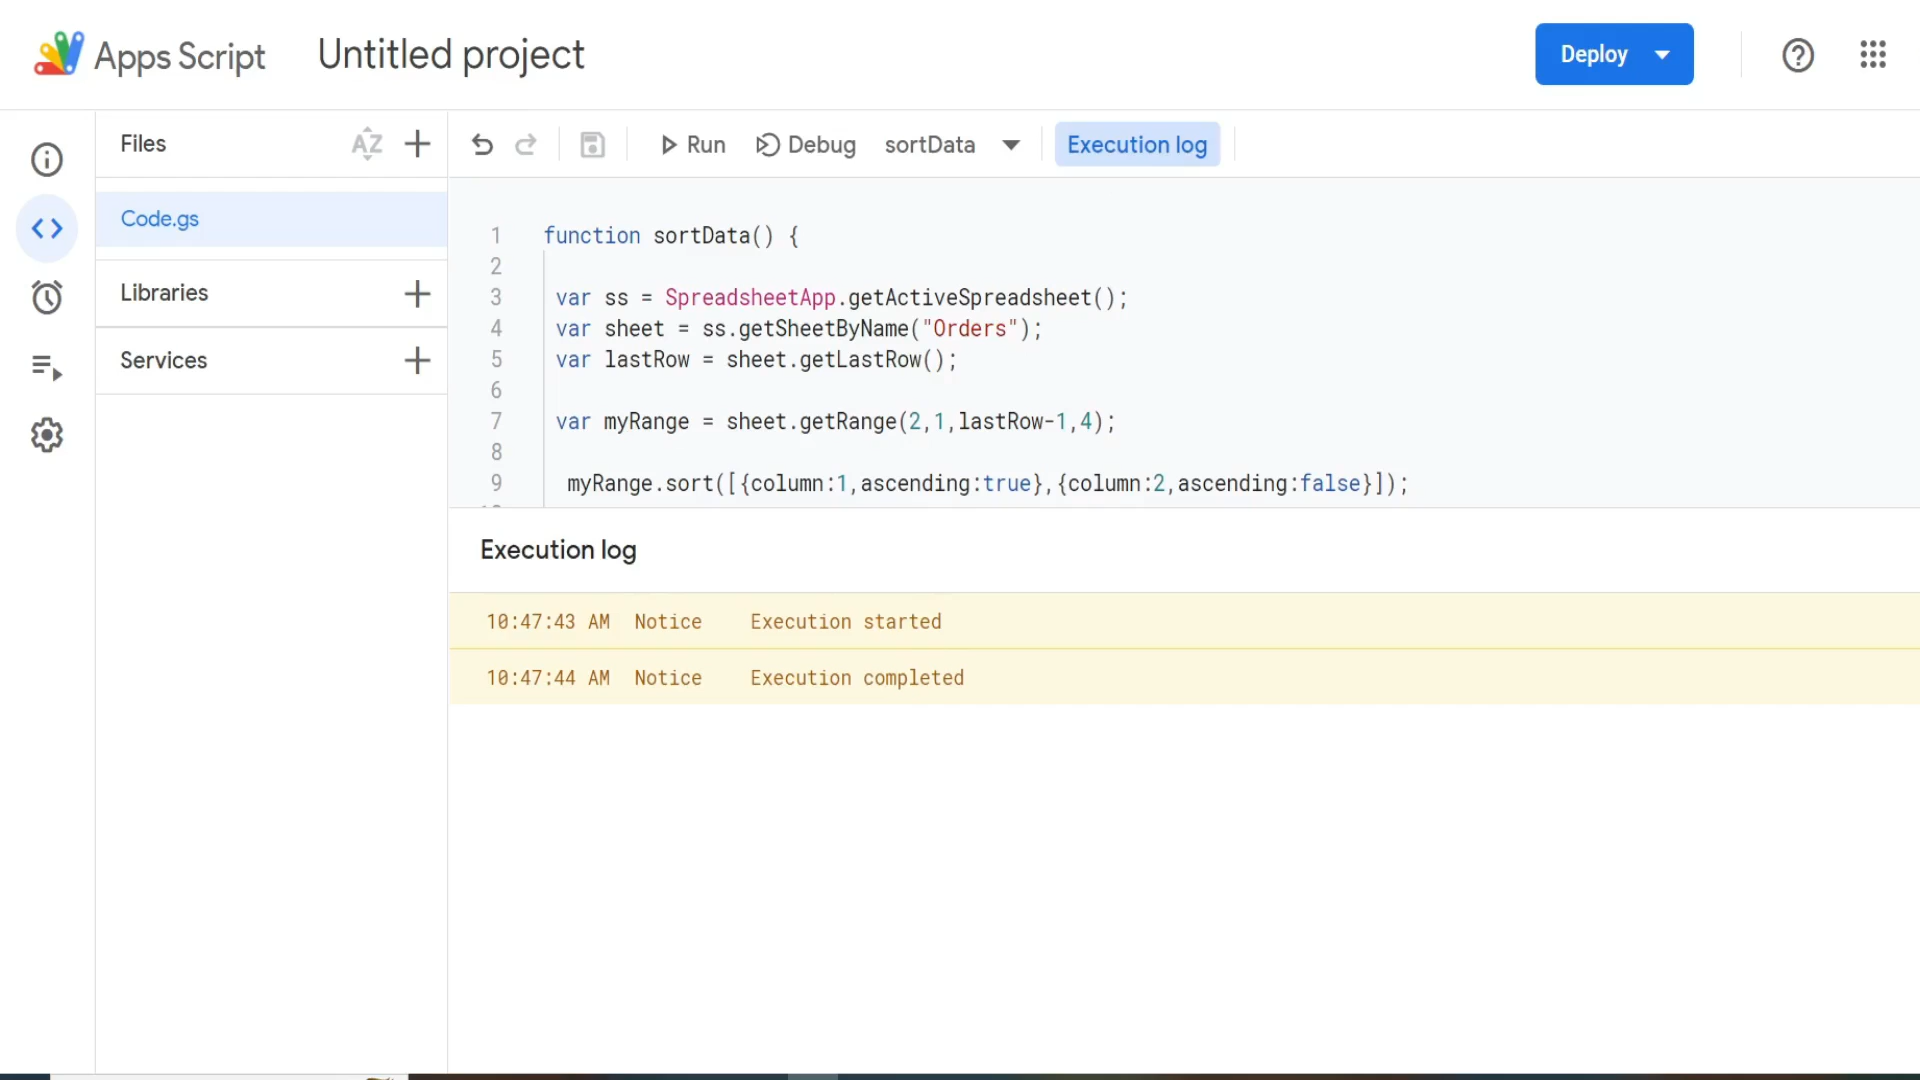 Apps Script Untitled project Deploy
Files AZ Run Debug sortData Execution log
Code.gs
Libraries
Services
1 function sortData() {
2
3 var ss = SpreadsheetApp.getActiveSpreadsheet();
4 var sheet = ss.getSheetByName("Orders");
5 var lastRow = sheet.getLastRow();
6
7 var myRange = sheet.getRange(2,1,lastRow-1,4);
8
9 myRange.sort([{column:1,ascending:true},{column:2,ascending:false}]);
Execution log
10:47:43 AM Notice Execution started
10:47:44 AM Notice Execution completed